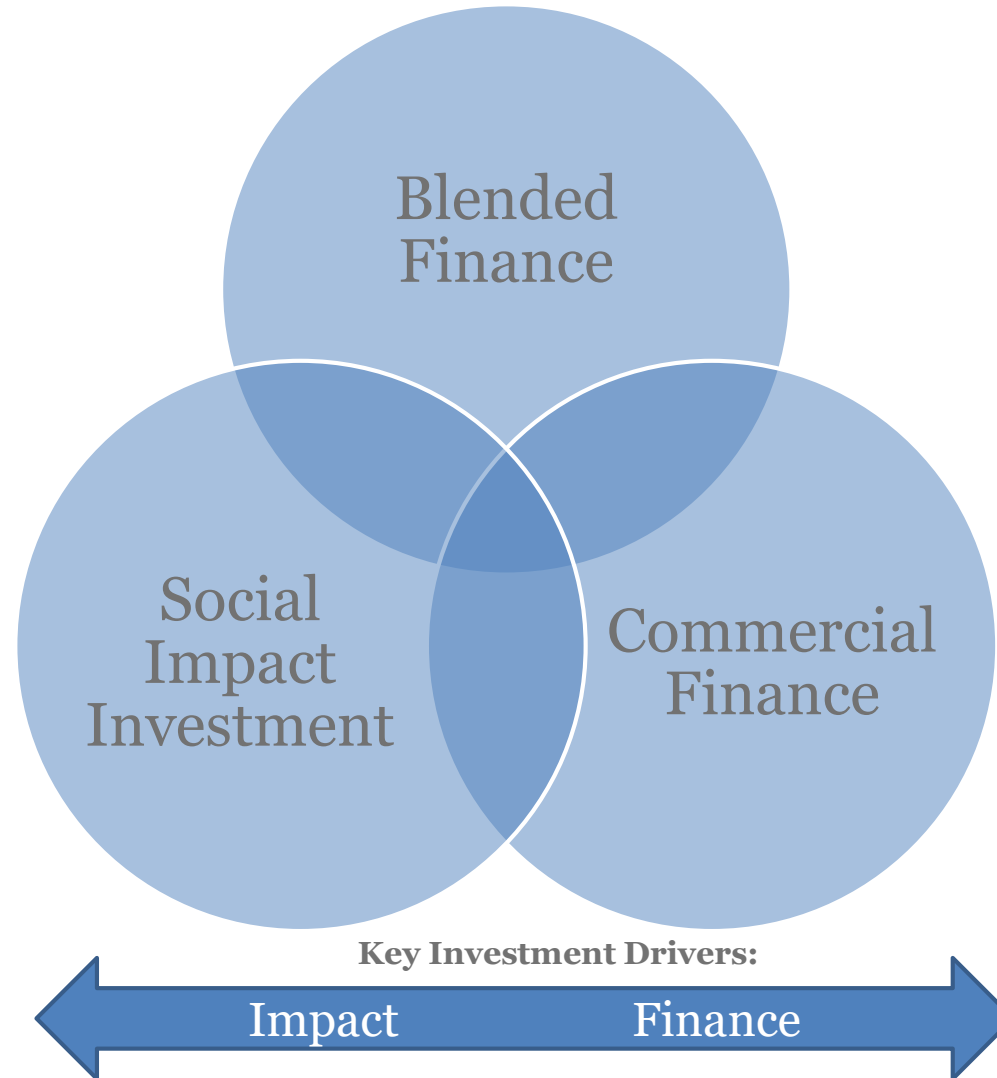 Blended
Finance
Social
Impact
Investment
Commercial
Finance
Key Investment Drivers:
Impact Finance